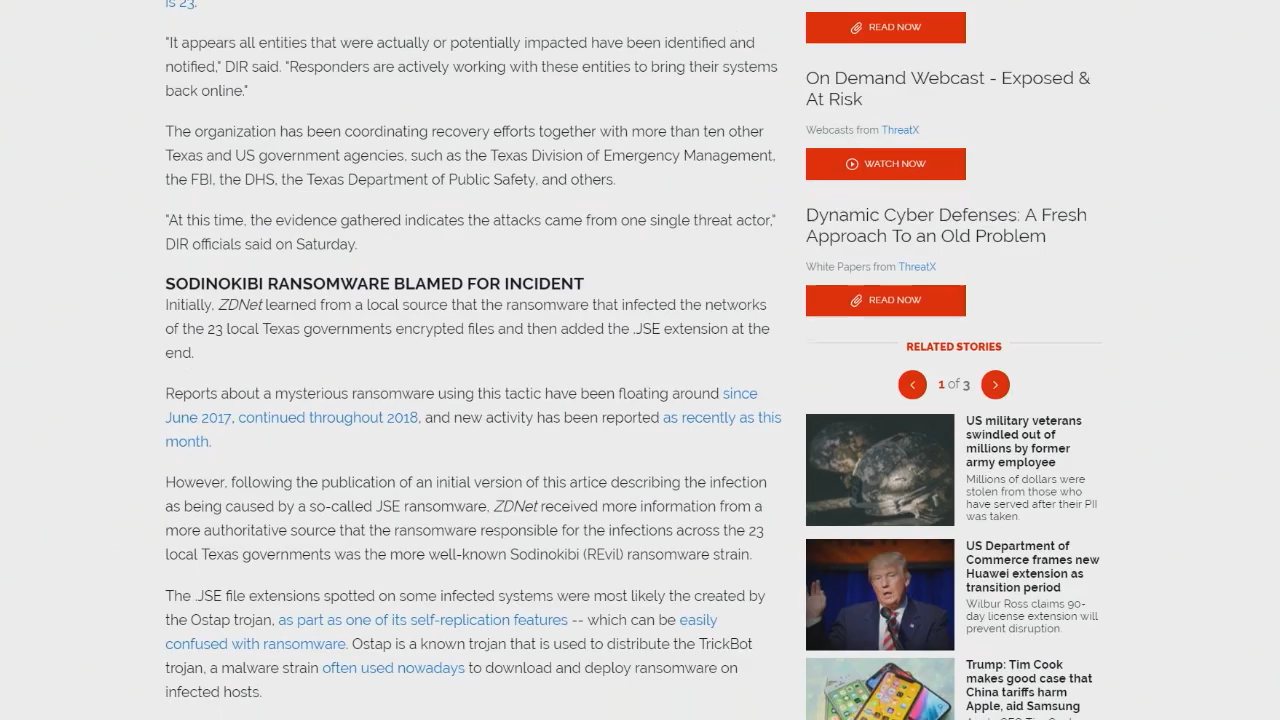 is 23.
"It appears all entities that were actually or potentially impacted have been identified and
notified," DIR said. "Responders are actively working with these entities to bring their systems
back online."
The organization has been coordinating recovery efforts together with more than ten other
Texas and US government agencies, such as the Texas Division of Emergency Management,
the FBI, the DHS, the Texas Department of Public Safety, and others.
"At this time, the evidence gathered indicates the attacks came from one single threat actor,"
DIR officials said on Saturday.
SODINOKIBI RANSOMWARE BLAMED FOR INCIDENT
Initially, ZDNet learned from a local source that the ransomware that infected the networks
of the 23 local Texas governments encrypted files and then added the .JSE extension at the
end.
Reports about a mysterious ransomware using this tactic have been floating around since
June 2017, continued throughout 2018, and new activity has been reported as recently as this
month.
However, following the publication of an initial version of this artice describing the infection
as being caused by a so-called JSE ransomware, ZDNet received more information from a
more authoritative source that the ransomware responsible for the infections across the 23
local Texas governments was the more well-known Sodinokibi (REvil) ransomware strain.
The .JSE file extensions spotted on some infected systems were most likely the created by
the Ostap trojan, as part as one of its self-replication features -- which can be easily
confused with ransomware. Ostap is a known trojan that is used to distribute the TrickBot
trojan, a malware strain often used nowadays to download and deploy ransomware on
infected hosts.
READ NOW
On Demand Webcast - Exposed &
At Risk
Webcasts from ThreatX
WATCH NOW
Dynamic Cyber Defenses: A Fresh
Approach To an Old Problem
White Papers from ThreatX
READ NOW
RELATED STORIES
1 of 3
US military veterans
swindled out of
millions by former
army employee
Millions of dollars were
stolen from those who
have served after their PII
was taken.
US Department of
Commerce frames new
Huawei extension as
transition period
Wilbur Ross claims 90-
day license extension will
prevent disruption.
Trump: Tim Cook
makes good case that
China tariffs harm
Apple, aid Samsung